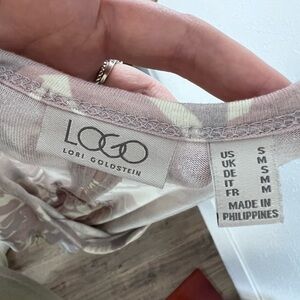 LOGO
LORI GOLDSTEIN
US S
UK M
DE S
IT M
FR M
MADE IN
PHILIPPINES